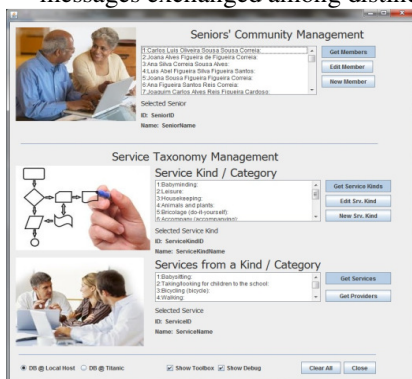 messages exchanged among distinc
Seniors' Community Management
1:Carlos Luis Oliveira Sousa Sousa Correia:
2:Joana Alves Figueira de Figueira Correia:
3:Ana Silva Correia Sousa Alves:
4:Luis Abel Figueira Silva Figueira Santos:
5:Joana Sousa Oliveira Figueira Correia:
6:Ana Figueira Santos Reis Correia:
7:Joaquim Carlos Alves Reis Figueira Cardoso:
Get Members
Edit Member
New Member
Selected Senior
ID: SeniorID
Name: SeniorName
Service Taxonomy Management
Service Kind / Category
1:Babyminding:
2:Leisure:
3:Housekeeping:
4:Animals and plants:
5:Bricolage (do-it-yourself):
6:Accompany (accompanying):
Get Service Kinds
Edit Srv. Kind
New Srv. Kind
Selected Service Kind
ID: ServiceKindID
Name: ServiceKindName
Services from a Kind / Category
1:Babysitting:
2:Taking/looking for children to the school:
3:Bicycling (bicycle):
4:Walking:
Get Services
Get Providers
Selected Service
ID: ServiceID
Name: ServiceName
DB @ Local Host DB @ Titanic Show Toolbox Show Debug Clear All Close